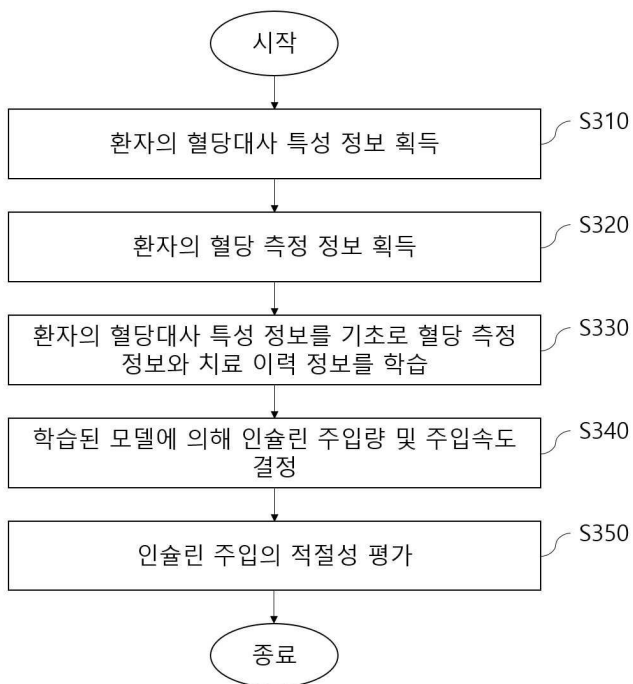 시작
환자의 혈당대사 특성 정보 획득
S310
환자의 혈당 측정 정보 획득
S320
환자의 혈당대사 특성 정보를 기초로 혈당 측정
정보와 치료 이력 정보를 학습
S330
학습된 모델에 의해 인슐린 주입량 및 주입속도
결정
S340
인슐린 주입의 적절성 평가
S350
종료